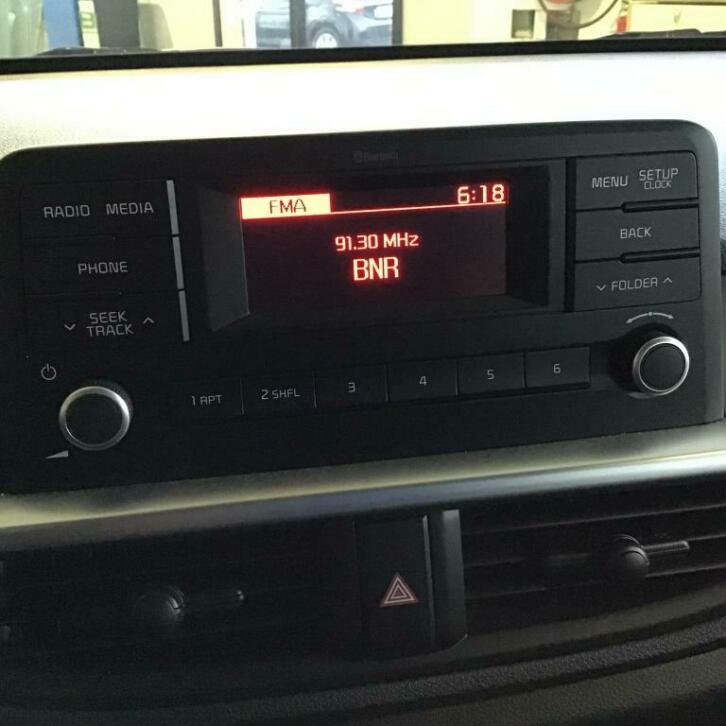 Bluetooth
FMA 6:18
91.30 MHz
BNR
RADIO MEDIA
PHONE
SEEK
TRACK
MENU SETUP
CLOCK
BACK
FOLDER
1 RPT 2 SHFL 3 4 5 6